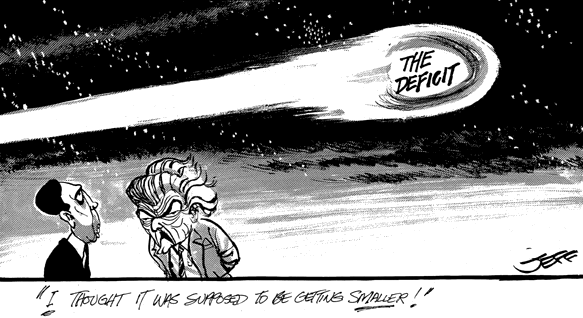 THE
DEFICIT
JEFF
"I THOUGHT IT WAS SUPPOSED TO BE GETTING SMALLER!"